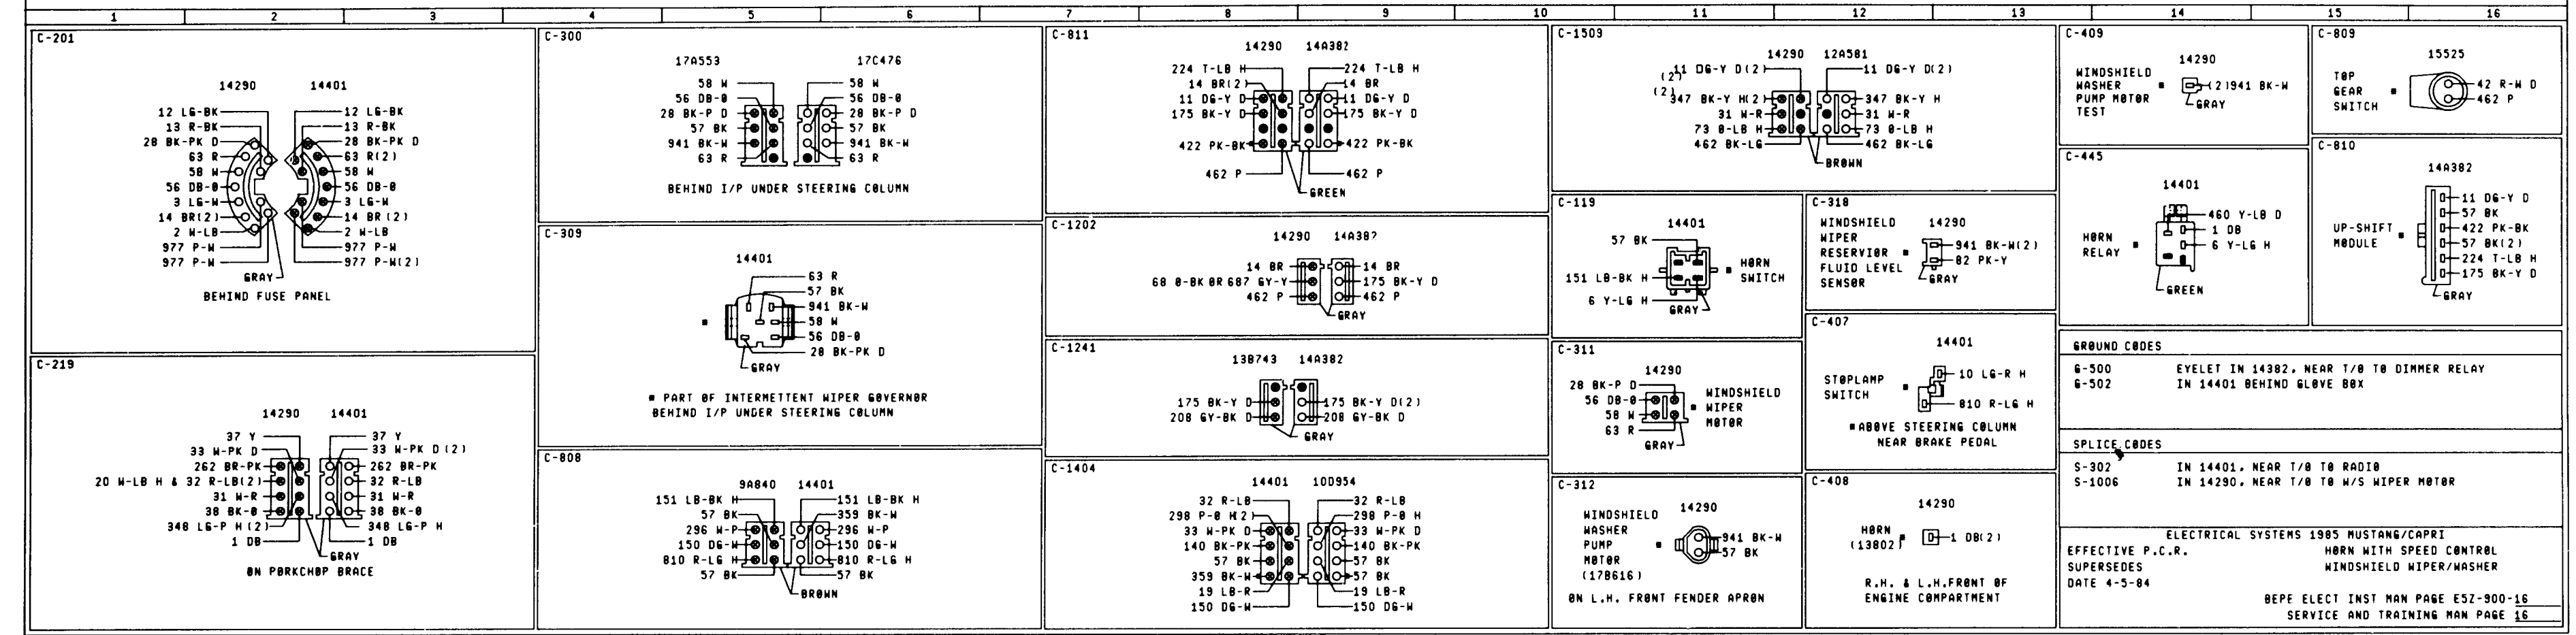 1 2 3 4 5 6 7 8 9 10 11 12 13 14 15 16
C-201
14290 14401
12 LG-BK 12 LG-BK
13 R-BK 13 R-BK
28 BK-PK D 28 BK-PK D
63 R 63 R(2)
58 W 58 W
56 DB-O 56 DB-O
3 LG-W 3 LG-W
14 BR(2) 14 BR(2)
2 W-LB 2 W-LB
977 P-W 977 P-W
977 P-W 977 P-W(2)
GRAY
BEHIND FUSE PANEL
C-219
14290 14401
37 Y 37 Y
33 W-PK D 33 W-PK D(2)
262 BR-PK 262 BR-PK
20 W-LB H & 32 R-LB(2) 32 R-LB
31 W-R 31 W-R
38 BK-O 38 BK-O
348 LG-P H(2) 348 LG-P H
1 DB 1 DB
GRAY
ON PORKCHOP BRACE
C-300
17A553 17C476
58 W 58 W
56 DB-O 56 DB-O
28 BK-P D 28 BK-P D
57 BK 57 BK
941 BK-W 941 BK-W
63 R 63 R
BEHIND I/P UNDER STEERING COLUMN
C-309
14401
63 R
57 BK
941 BK-W
58 W
56 DB-O
28 BK-PK D
GRAY
■ PART OF INTERMETTENT WIPER GOVERNOR
BEHIND I/P UNDER STEERING COLUMN
C-808
9A840 14401
151 LB-BK H 151 LB-BK H
57 BK 359 BK-W
296 W-P 296 W-P
150 DG-W 150 DG-W
810 R-LG H 810 R-LG H
57 BK 57 BK
BROWN
C-811
14290 14A382
224 T-LB H 224 T-LB H
14 BR(2) 14 BR
11 DG-Y D 11 DG-Y D
175 BK-Y D 175 BK-Y D
422 PK-BK 422 PK-BK
462 P 462 P
GREEN
C-1202
14290 14A382
14 BR 14 BR
68 O-BK OR 687 GY-Y 175 BK-Y D
462 P 462 P
GRAY
C-1241
13B743 14A382
175 BK-Y D 175 BK-Y D(2)
208 GY-BK D 208 GY-BK D
GRAY
C-1404
14401 10D954
32 R-LB 32 R-LB
298 P-O H(2) 298 P-O H
33 W-PK D 33 W-PK D
140 BK-PK 140 BK-PK
57 BK 57 BK
359 BK-W 57 BK
19 LB-R 19 LB-R
150 DG-W 150 DG-W
C-1509
14290 12A581
(2) 11 DG-Y D(2) 11 DG-Y D(2)
(2) 347 BK-Y H(2) 347 BK-Y H
31 W-R 31 W-R
73 O-LB H 73 O-LB H
462 BK-LG 462 BK-LG
BROWN
C-119
14401
57 BK
151 LB-BK H
6 Y-LG H
GRAY
■ HORN
SWITCH
C-318
WINDSHIELD
WIPER
RESERVIOR ■
FLUID LEVEL
SENSOR
14290
941 BK-W(2)
82 PK-Y
GRAY
C-311
14290
28 BK-P D
56 DB-O
58 W
63 R
GRAY
WINDSHIELD
■ WIPER
MOTOR
C-407
14401
STOPLAMP ■
SWITCH
10 LG-R H
810 R-LG H
■ABOVE STEERING COLUMN
NEAR BRAKE PEDAL
C-312
WINDSHIELD
WASHER
PUMP ■
MOTOR
(17B616)
14290
941 BK-W
57 BK
ON L.H. FRONT FENDER APRON
C-408
14290
HORN ■
(13802)
1 DB(2)
R.H. & L.H.FRONT OF
ENGINE COMPARTMENT
C-409
14290
WINDSHIELD
WASHER ■
PUMP MOTOR
TEST
(2)941 BK-W
GRAY
C-809
15525
TOP
GEAR ■
SWITCH
42 R-W D
462 P
C-445
14401
HORN ■
RELAY
460 Y-LB D
1 DB
6 Y-LG H
GREEN
C-810
14A382
UP-SHIFT ■
MODULE
11 DG-Y D
57 BK
422 PK-BK
57 BK(2)
224 T-LB H
175 BK-Y D
GRAY
GROUND CODES
G-500 EYELET IN 14382, NEAR T/O TO DIMMER RELAY
G-502 IN 14401 BEHIND GLOVE BOX
SPLICE CODES
S-302 IN 14401, NEAR T/O TO RADIO
S-1006 IN 14290, NEAR T/O TO W/S WIPER MOTOR
ELECTRICAL SYSTEMS 1985 MUSTANG/CAPRI
EFFECTIVE P.C.R. HORN WITH SPEED CONTROL
SUPERSEDES WINDSHIELD WIPER/WASHER
DATE 4-5-84
BEPE ELECT INST MAN PAGE E5Z-900-16
SERVICE AND TRAINING MAN PAGE 16